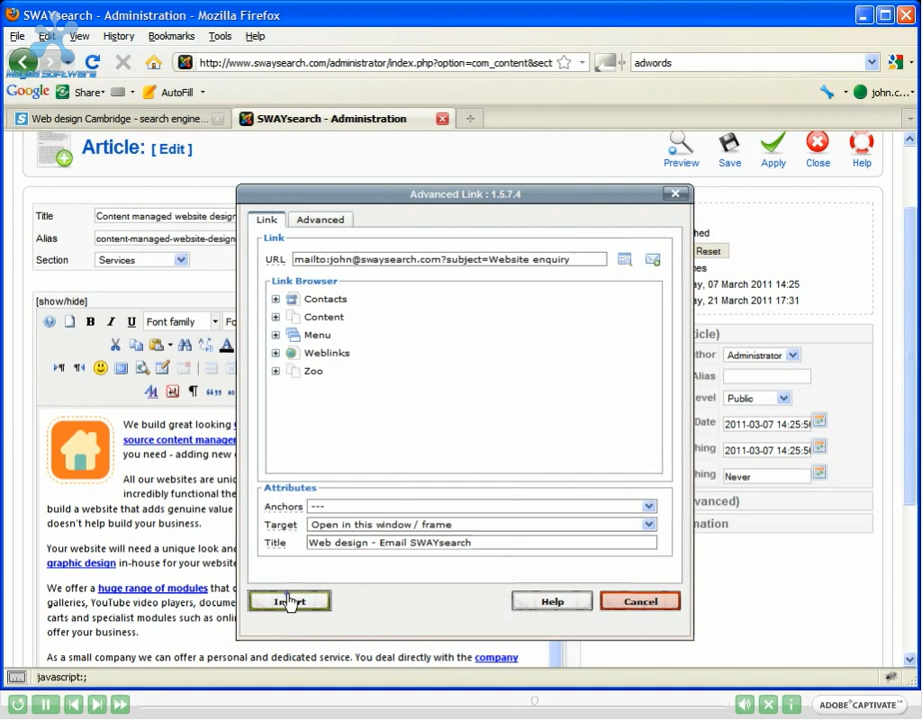 SWAYsearch - Administration - Mozilla Firefox
File Edit View History Bookmarks Tools Help
http://www.swaysearch.com/administrator/index.php?option=com_content&sect
adwords
Google Share AutoFill john.c...
Web design Cambridge - search engine...
SWAYsearch - Administration
Article: [ Edit ]
Preview Save Apply Close Help
Advanced Link : 1.5.7.4
Link Advanced
Title Content managed website design
Alias content-managed-website-design
Section Services
Link
URL mailto:john@swaysearch.com?subject=Website enquiry
Link Browser
Contacts
Content
Menu
Weblinks
Zoo
Reset
07 March 2011 14:25
21 March 2011 17:31
[show/hide]
B I U Font family
Administrator
Alias
Public
Date 2011-03-07 14:25:5
2011-03-07 14:25:5
Never
We build great looking
source content
you need - adding new
All our websites are
incredibly functional
build a website that adds genuine value
doesn't help build your business.
Your website will need a unique look
graphic design in-house for your website
We offer a huge range of modules that
galleries, YouTube video players,
carts and specialist modules such as
offer your business.
As a small company we can offer a personal and dedicated service. You deal directly with the company
Attributes
Anchors ---
Target Open in this window / frame
Title Web design - Email SWAYsearch
Insert Help Cancel
javascript:;
ADOBE CAPTIVATE